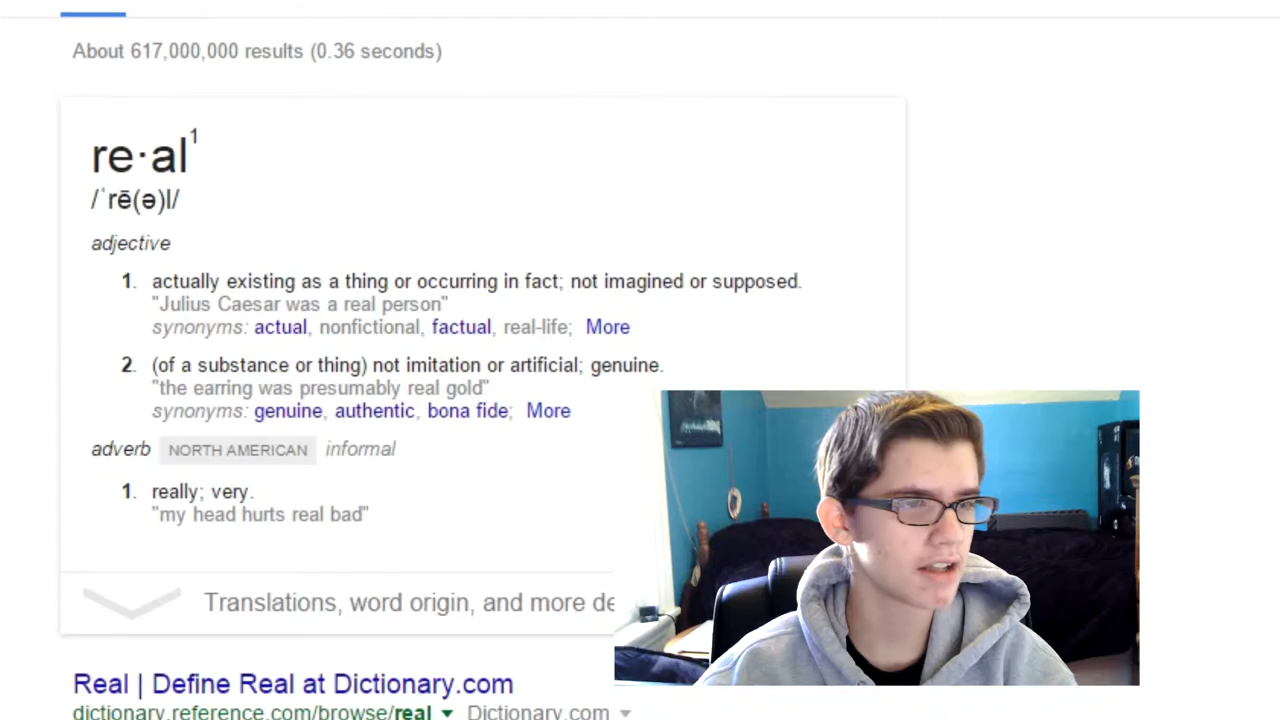 About 617,000,000 results (0.36 seconds)
re·al¹
/ˈrē(ə)l/
adjective
1. actually existing as a thing or occurring in fact; not imagined or supposed.
"Julius Caesar was a real person"
synonyms: actual, nonfictional, factual, real-life; More
2. (of a substance or thing) not imitation or artificial; genuine.
"the earring was presumably real gold"
synonyms: genuine, authentic, bona fide; More
adverb NORTH AMERICAN informal
1. really; very.
"my head hurts real bad"
Translations, word origin, and more de
Real | Define Real at Dictionary.com
dictionary.reference.com/browse/real Dictionary.com